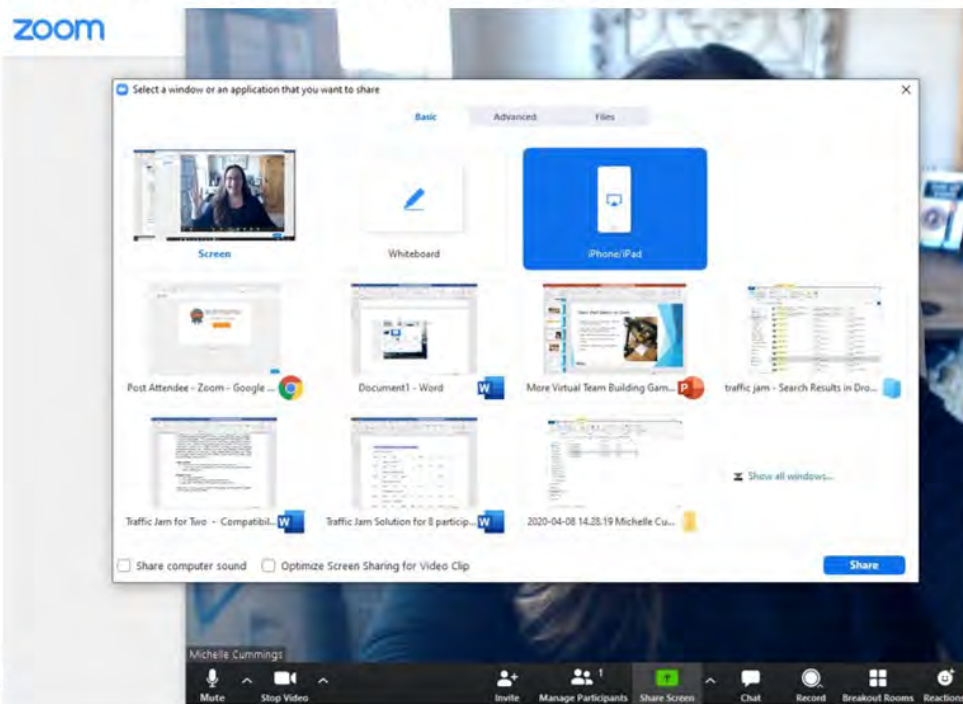 zoom
Select a window or an application that you want to share
Basic Advanced Files
Screen
Whiteboard
iPhone/iPad
Post Attendee - Zoom - Google ...
Document1 - Word
More Virtual Team Building Gam...
traffic jam - Search Results in Dro...
Traffic Jam for Two - Compatibil...
Traffic Jam Solution for 8 particip...
2020-04-08 14.28.19 Michelle Cu...
Show all windows...
Share computer sound Optimize Screen Sharing for Video Clip Share
Michelle Cummings
1
Mute Stop Video Invite Manage Participants Share Screen Chat Record Breakout Rooms Reactions